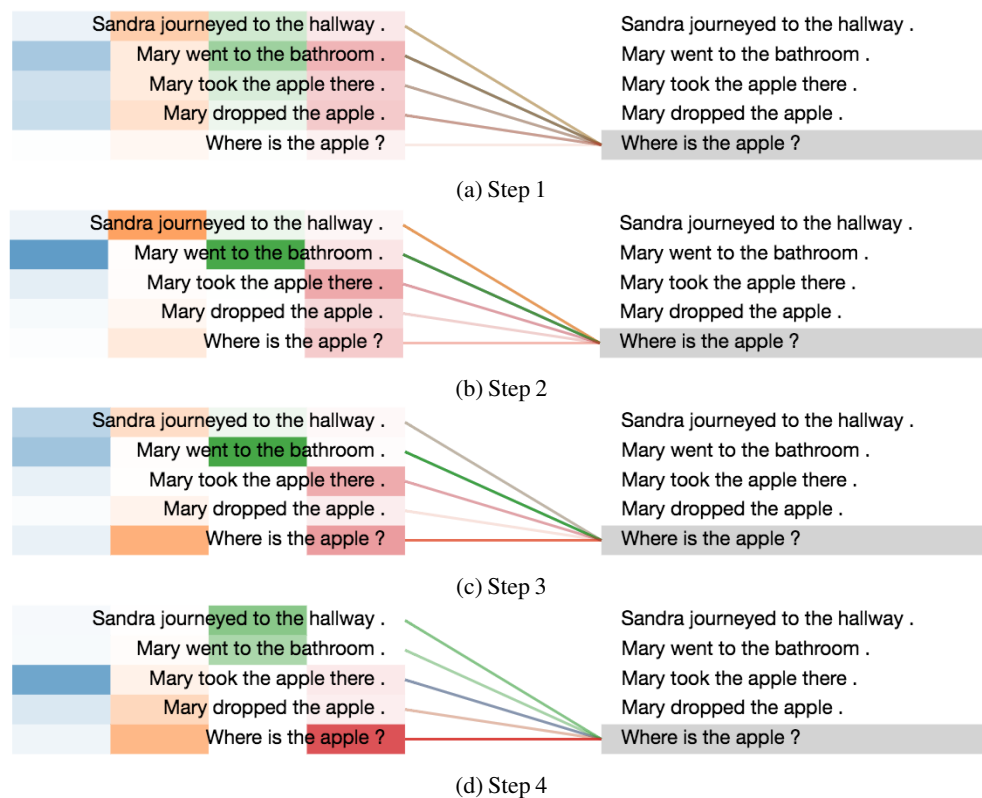 Sandra journeyed to the hallway . Sandra journeyed to the hallway .
Mary went to the bathroom . Mary went to the bathroom .
Mary took the apple there . Mary took the apple there .
Mary dropped the apple . Mary dropped the apple .
Where is the apple ? Where is the apple ?
(a) Step 1
Sandra journeyed to the hallway . Sandra journeyed to the hallway .
Mary went to the bathroom . Mary went to the bathroom .
Mary took the apple there . Mary took the apple there .
Mary dropped the apple . Mary dropped the apple .
Where is the apple ? Where is the apple ?
(b) Step 2
Sandra journeyed to the hallway . Sandra journeyed to the hallway .
Mary went to the bathroom . Mary went to the bathroom .
Mary took the apple there . Mary took the apple there .
Mary dropped the apple . Mary dropped the apple .
Where is the apple ? Where is the apple ?
(c) Step 3
Sandra journeyed to the hallway . Sandra journeyed to the hallway .
Mary went to the bathroom . Mary went to the bathroom .
Mary took the apple there . Mary took the apple there .
Mary dropped the apple . Mary dropped the apple .
Where is the apple ? Where is the apple ?
(d) Step 4